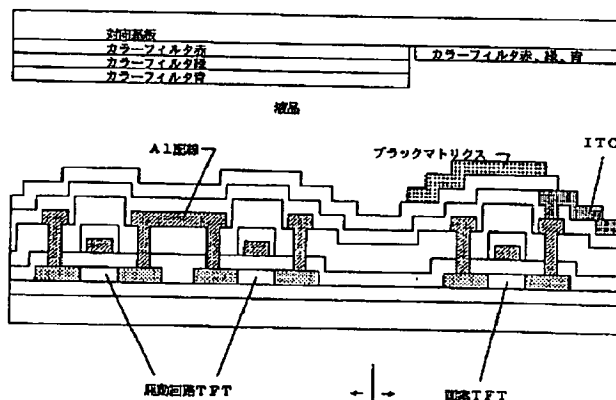 対向基板
カラーフィルタ赤
カラーフィルタ緑
カラーフィルタ青
カラーフィルタ赤、緑、青
液晶
Al配線
ブラックマトリクス
ITO
駆動回路TFT
画素TFT